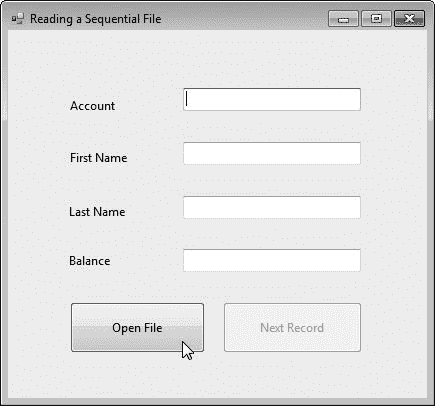 Reading a Sequential File
Account
First Name
Last Name
Balance
Open File
Next Record